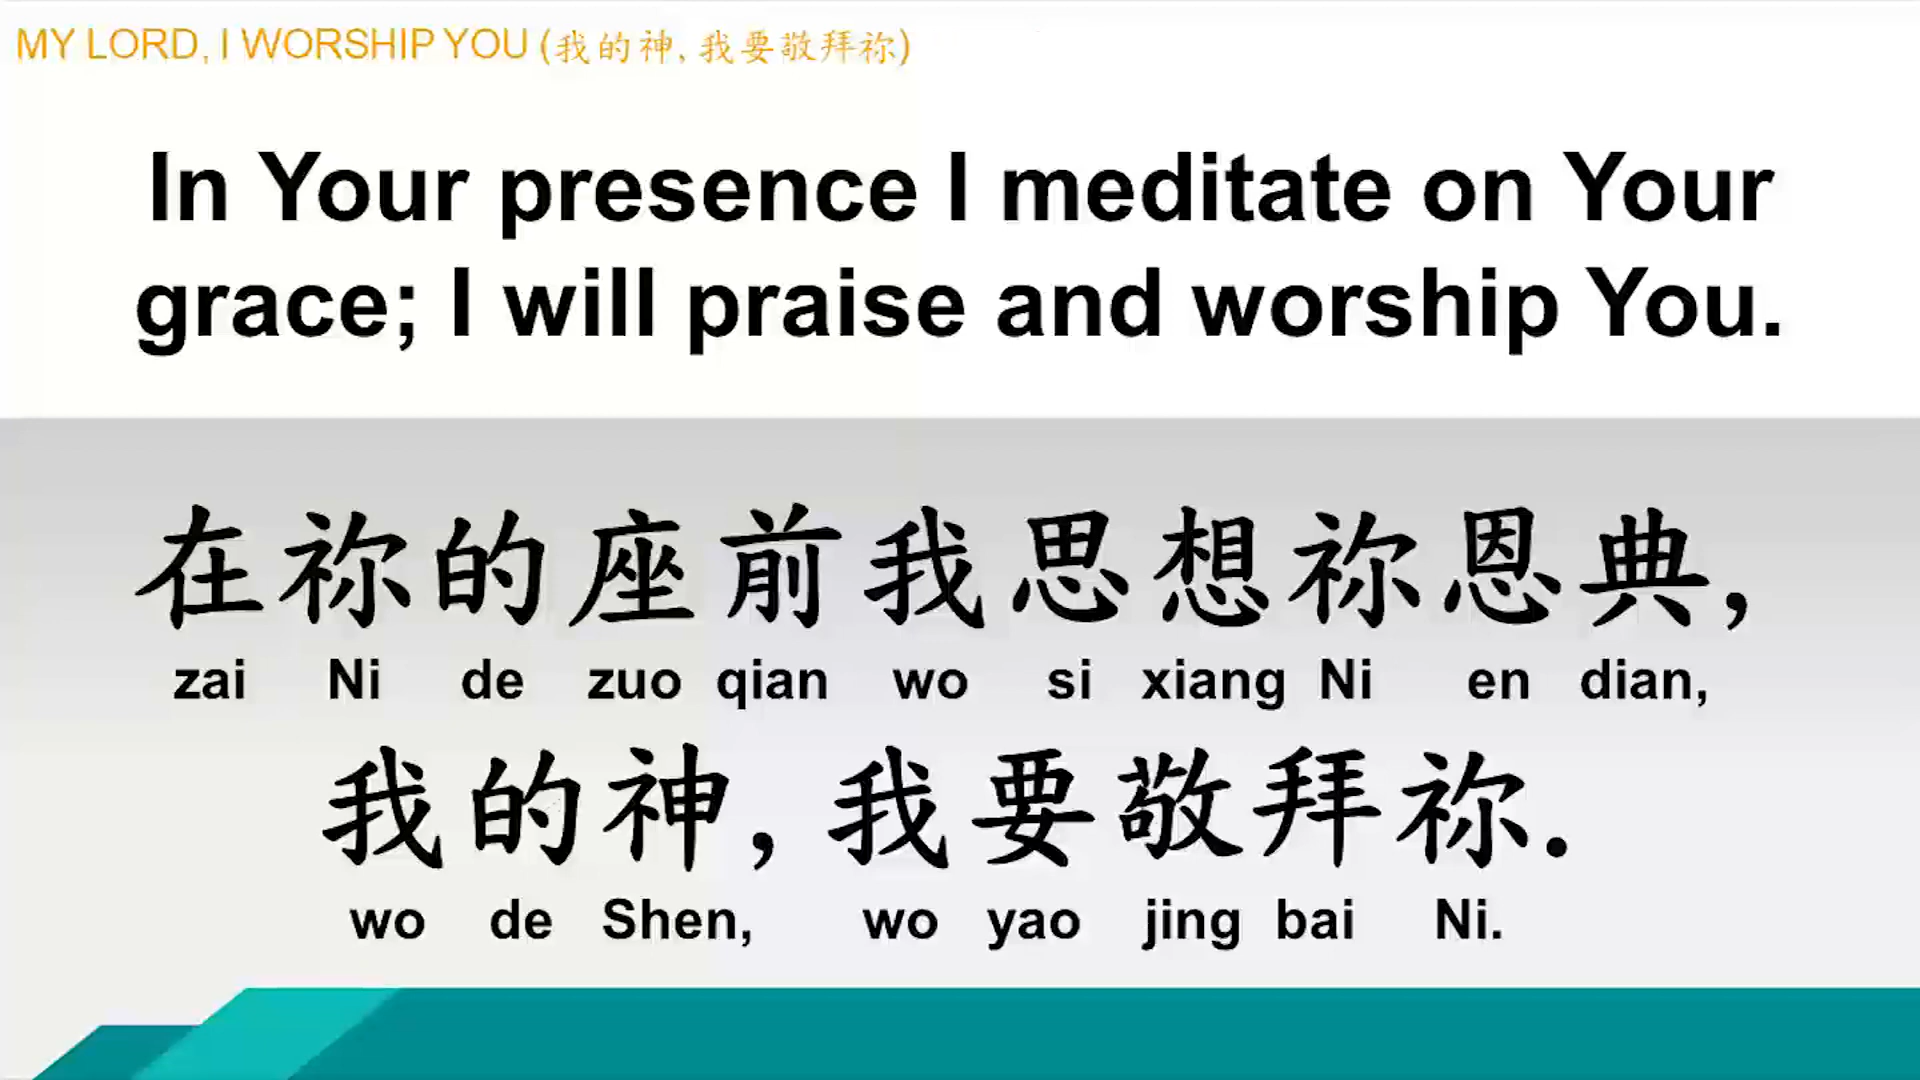 MY LORD, I WORSHIP YOU (我的神, 我要敬拜祢)
In Your presence I meditate on Your
grace; I will praise and worship You.
在祢的座前我思想祢恩典,
zai Ni de zuo qian wo si xiang Ni en dian,
我的神, 我要敬拜祢.
wo de Shen, wo yao jing bai Ni.